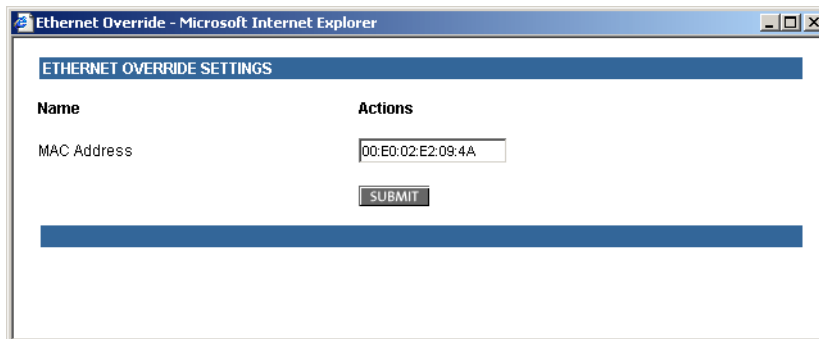 Ethernet Override - Microsoft Internet Explorer
ETHERNET OVERRIDE SETTINGS
Name Actions
MAC Address 00:E0:02:E2:09:4A
SUBMIT